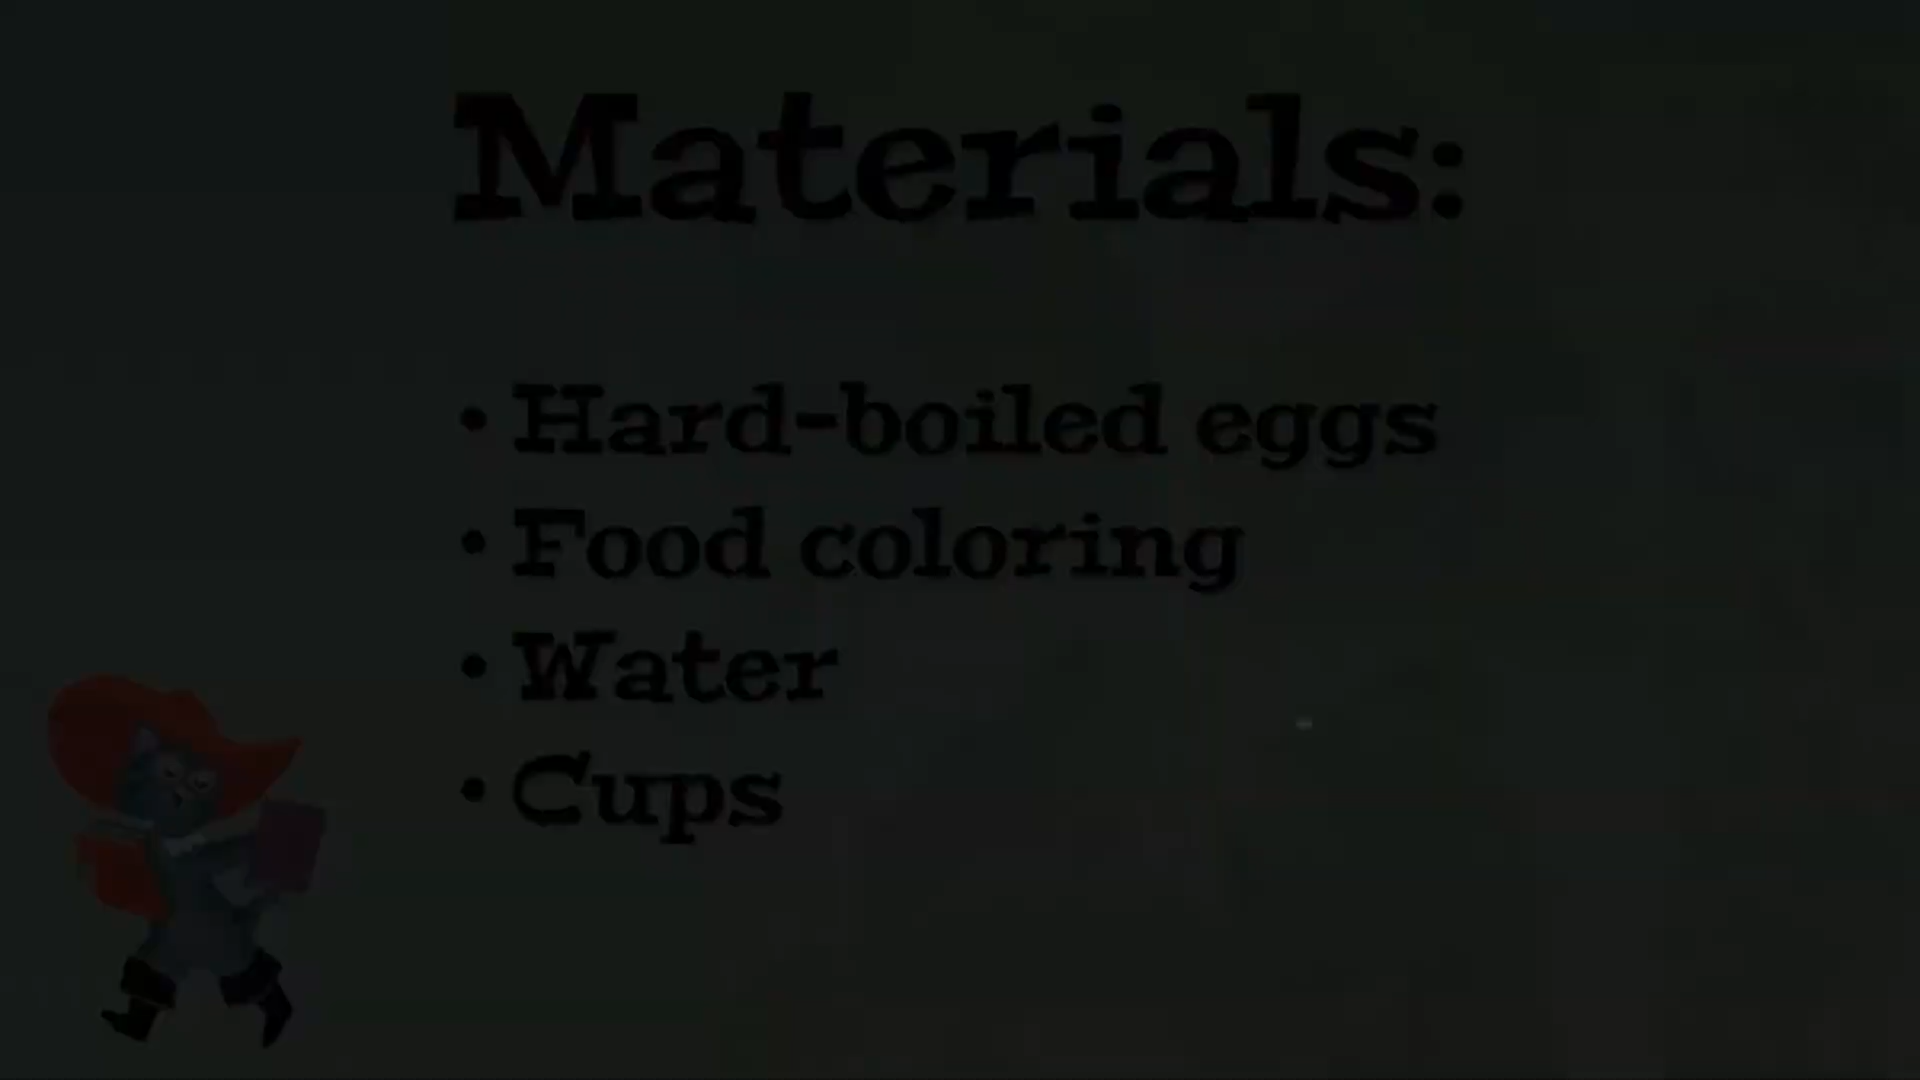 Materials:
• Hard-boiled eggs
• Food coloring
• Water
• Cups